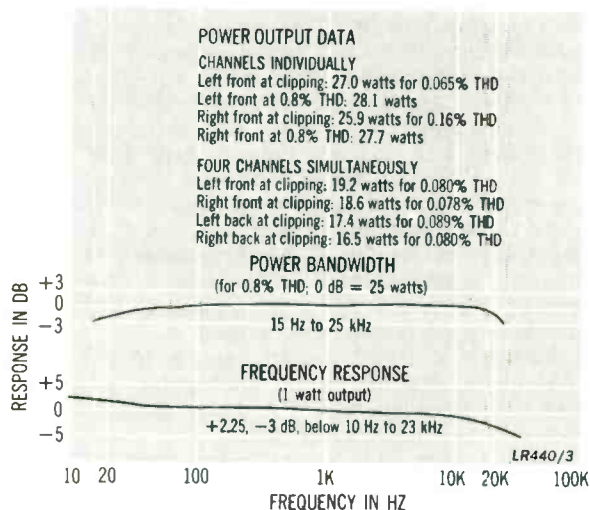 POWER OUTPUT DATA
CHANNELS INDIVIDUALLY
Left front at clipping: 27.0 watts for 0.065% THD
Left front at 0.8% THD: 28.1 watts
Right front at clipping: 25.9 watts for 0.16% THD
Right front at 0.8% THD: 27.7 watts
FOUR CHANNELS SIMULTANEOUSLY
Left front at clipping: 19.2 watts for 0.080% THD
Right front at clipping: 18.6 watts for 0.078% THD
Left back at clipping: 17.4 watts for 0.089% THD
Right back at clipping: 16.5 watts for 0.080% THD
POWER BANDWIDTH
(for 0.8% THD; 0 dB = 25 watts)
+3
0
−3
15 Hz to 25 kHz
RESPONSE IN DB
FREQUENCY RESPONSE
(1 watt output)
+5
0
−5
+2.25, −3 dB, below 10 Hz to 23 kHz
LR440/3
10 20 100 1K 10K 20K 100K
FREQUENCY IN HZ